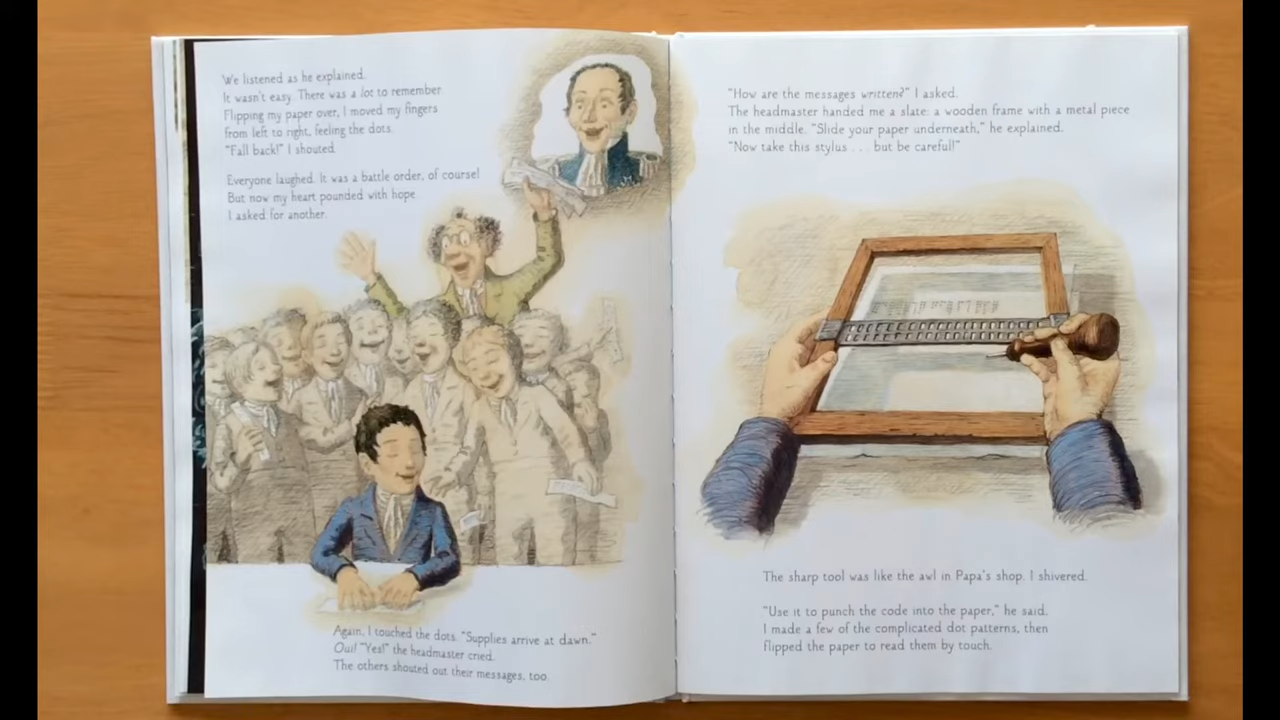 We listened as he explained.
It wasn't easy. There was a lot to remember.
Flipping my paper over, I moved my fingers
from left to right, feeling the dots.
"Fall back!" I shouted.
Everyone laughed. It was a battle order, of course!
But now my heart pounded with hope.
I asked for another.
Again, I touched the dots. "Supplies arrive at dawn."
Oui! "Yes!" the headmaster cried.
The others shouted out their messages, too.
"How are the messages written?" I asked.
The headmaster handed me a slate: a wooden frame with a metal piece
in the middle. "Slide your paper underneath," he explained.
"Now take this stylus . . . but be careful!"
The sharp tool was like the awl in Papa's shop. I shivered.
"Use it to punch the code into the paper," he said.
I made a few of the complicated dot patterns, then
flipped the paper to read them by touch.